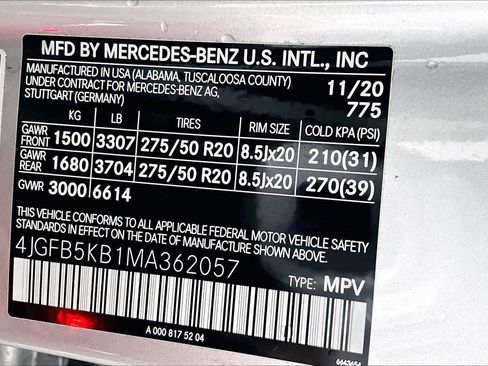 MFD BY MERCEDES-BENZ U.S. INTL., INC
MANUFACTURED IN USA (ALABAMA, TUSCALOOSA COUNTY) 11/20
UNDER CONTRACT FOR MERCEDES-BENZ AG,
STUTTGART (GERMANY) 775
KG LB TIRES RIM SIZE COLD KPA (PSI)
GAWR FRONT 1500 3307 275/50 R20 8.5Jx20 210(31)
GAWR REAR 1680 3704 275/50 R20 8.5Jx20 270(39)
GWR 3000 6614
THIS VEHICLE CONFORMS TO ALL APPLICABLE FEDERAL MOTOR VEHICLE SAFETY
STANDARDS IN EFFECT ON THE DATE OF MANUFACTURE SHOWN ABOVE.
4JGFB5KB1MA362057
TYPE: MPV
A 000 817 52 04
6643654